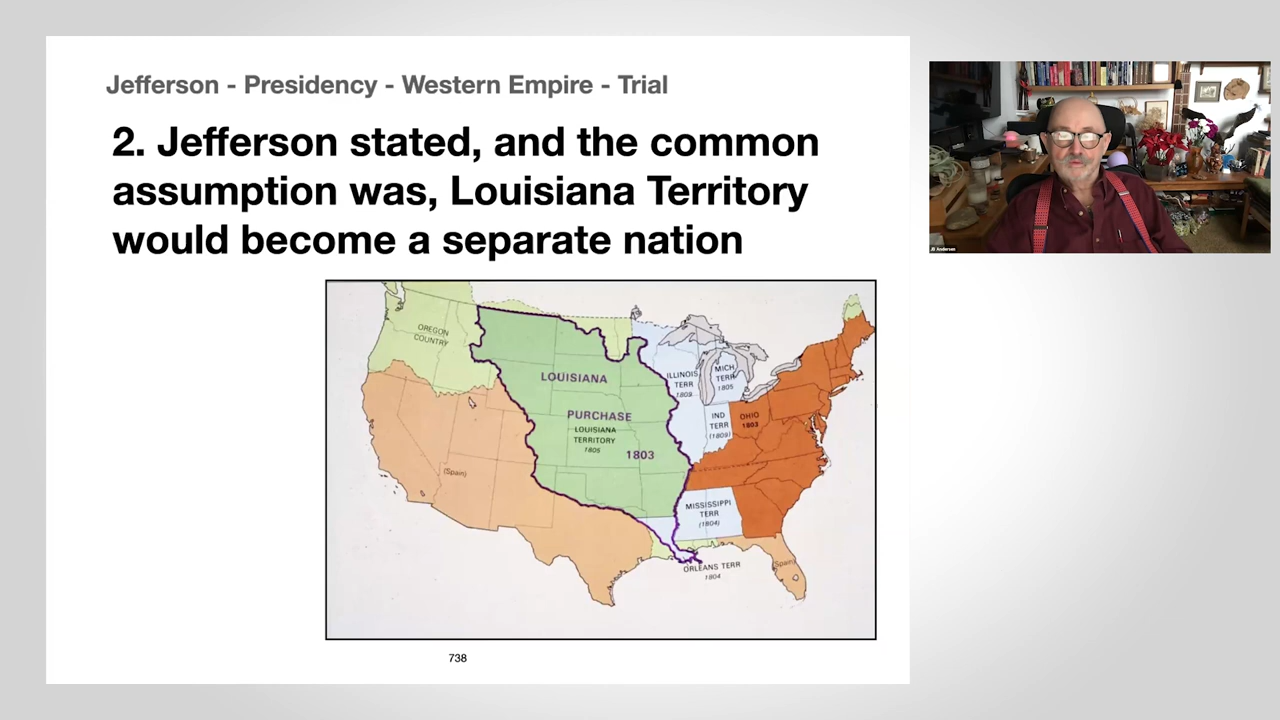 Jefferson - Presidency - Western Empire - Trial
2. Jefferson stated, and the common
assumption was, Louisiana Territory
would become a separate nation
OREGON
COUNTRY
LOUISIANA
PURCHASE
LOUISIANA
TERRITORY
1805
1803
(Spain)
ILLINOIS
TERR
1809
MICH
TERR
1805
IND
TERR
(1809)
OHIO
1803
MISSISSIPPI
TERR
(1804)
ORLEANS TERR
1804
(Spain)
738
JB Andersen